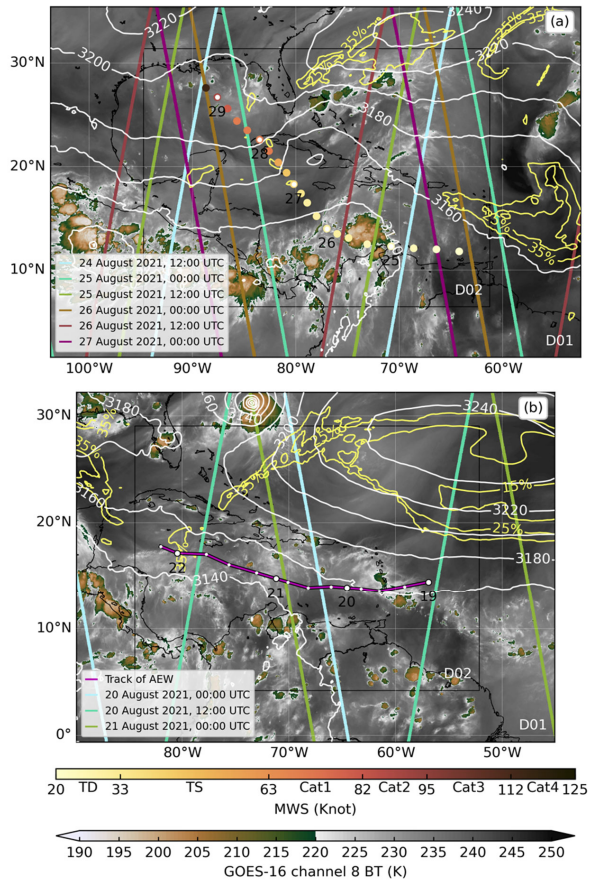 (a)
3220
3240
25%
35%
30°N
35%
3220
3200
3180
29
28
20°N
27
3160
25%
35%
26
25
10°N
24 August 2021, 12:00 UTC
25 August 2021, 00:00 UTC
25 August 2021, 12:00 UTC
26 August 2021, 00:00 UTC
26 August 2021, 12:00 UTC
27 August 2021, 00:00 UTC
D02
D01
100°W
90°W
80°W
70°W
60°W
(b)
3180
3240
30°N
35%
25%
15%
3220
25%
20°N
3160
3180
22
3140
21
20
19
10°N
Track of AEW
20 August 2021, 00:00 UTC
20 August 2021, 12:00 UTC
21 August 2021, 00:00 UTC
D02
D01
0°
80°W
70°W
60°W
50°W
20 TD 33 TS 63 Cat1 82 Cat2 95 Cat3 112 Cat4 125
MWS (Knot)
190 195 200 205 210 215 220 225 230 235 240 245 250
GOES-16 channel 8 BT (K)